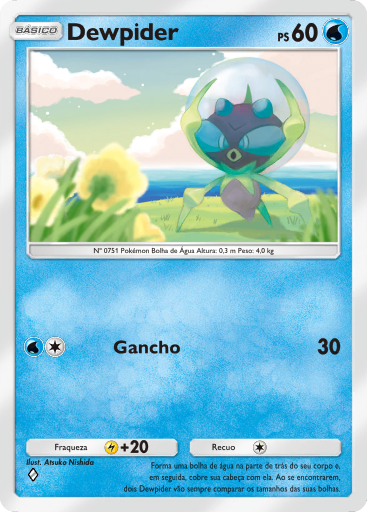 BÁSICO Dewpider PS 60
Nº 0751 Pokémon Bolha de Água Altura: 0,3 m Peso: 4,0 kg
Gancho 30
Fraqueza +20 Recuo
Ilust. Atsuko Nishida
Forma uma bolha de água na parte de trás do seu corpo e,
em seguida, cobre sua cabeça com ela. Ao se encontrarem,
dois Dewpider vão sempre comparar os tamanhos das suas bolhas.